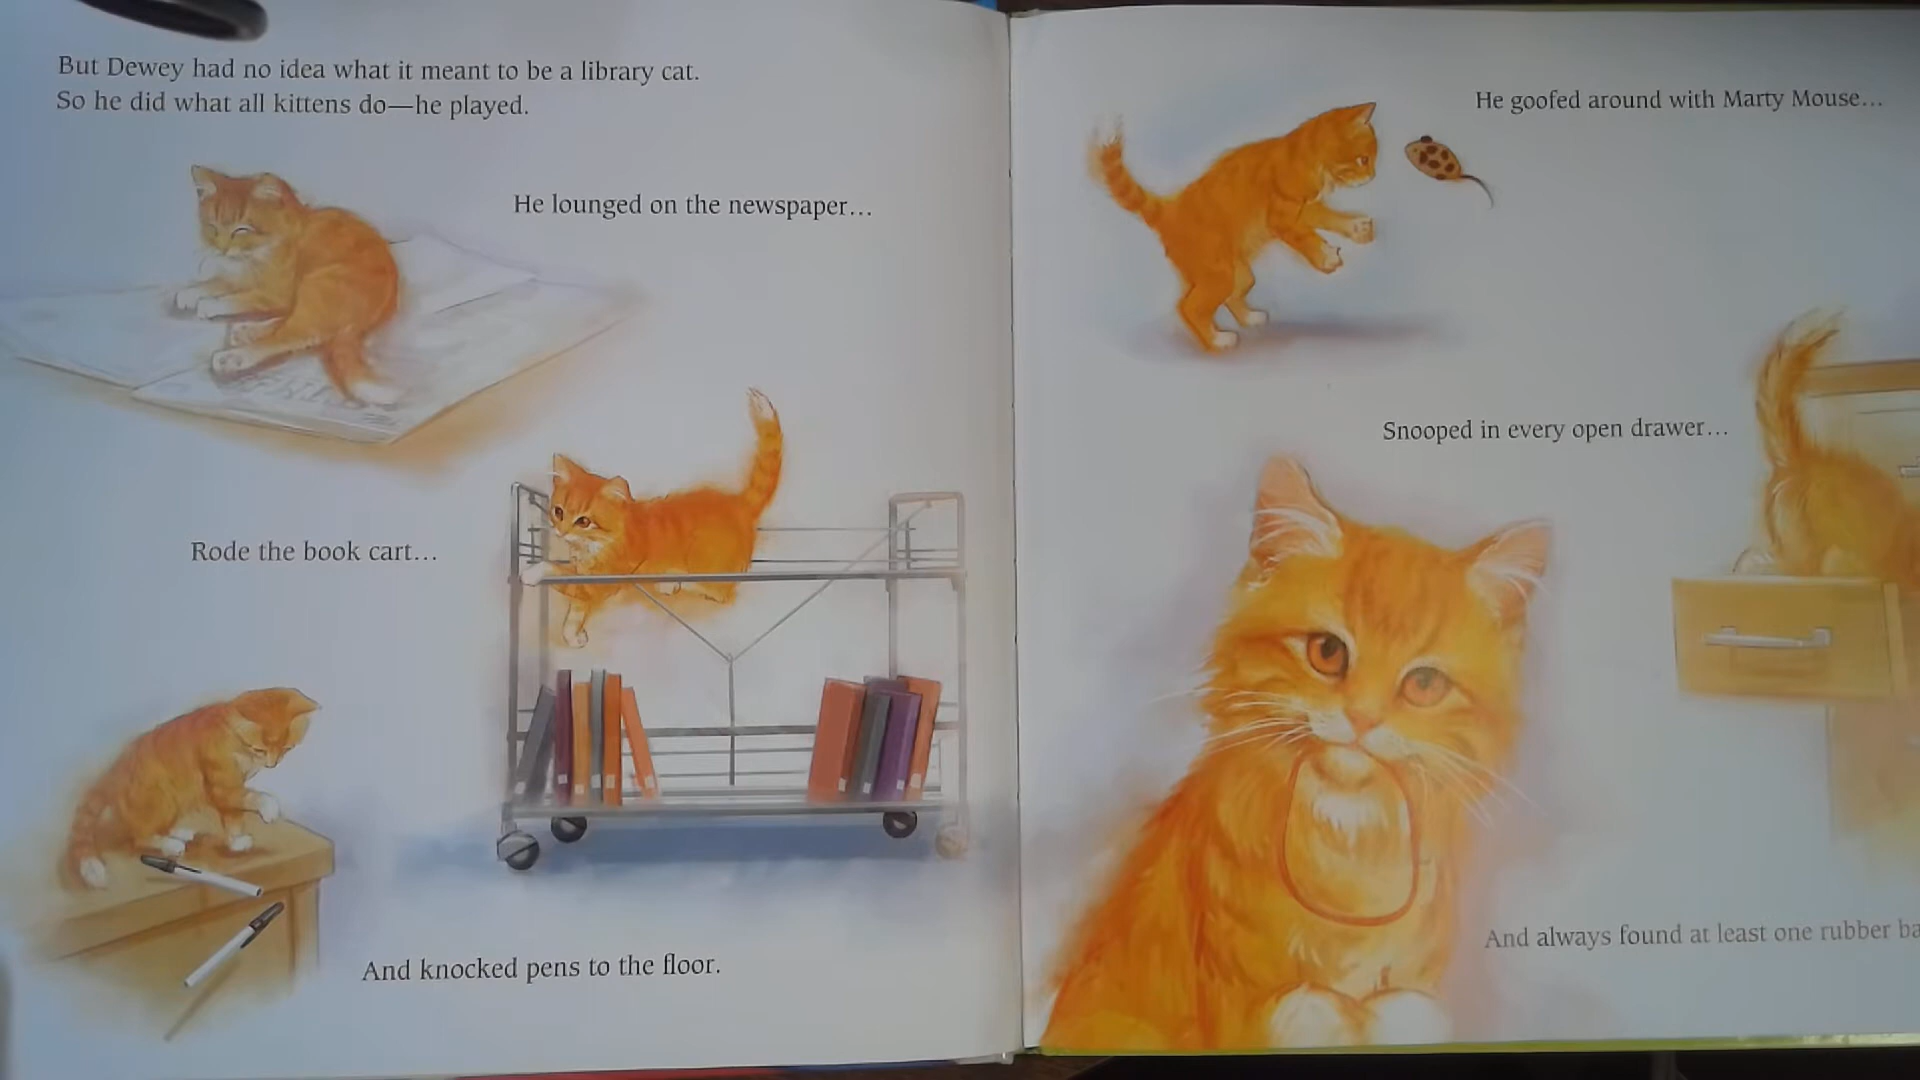 But Dewey had no idea what it meant to be a library cat.
So he did what all kittens do—he played.
He lounged on the newspaper...
Rode the book cart...
And knocked pens to the floor.
He goofed around with Marty Mouse...
Snooped in every open drawer...
And always found at least one rubber